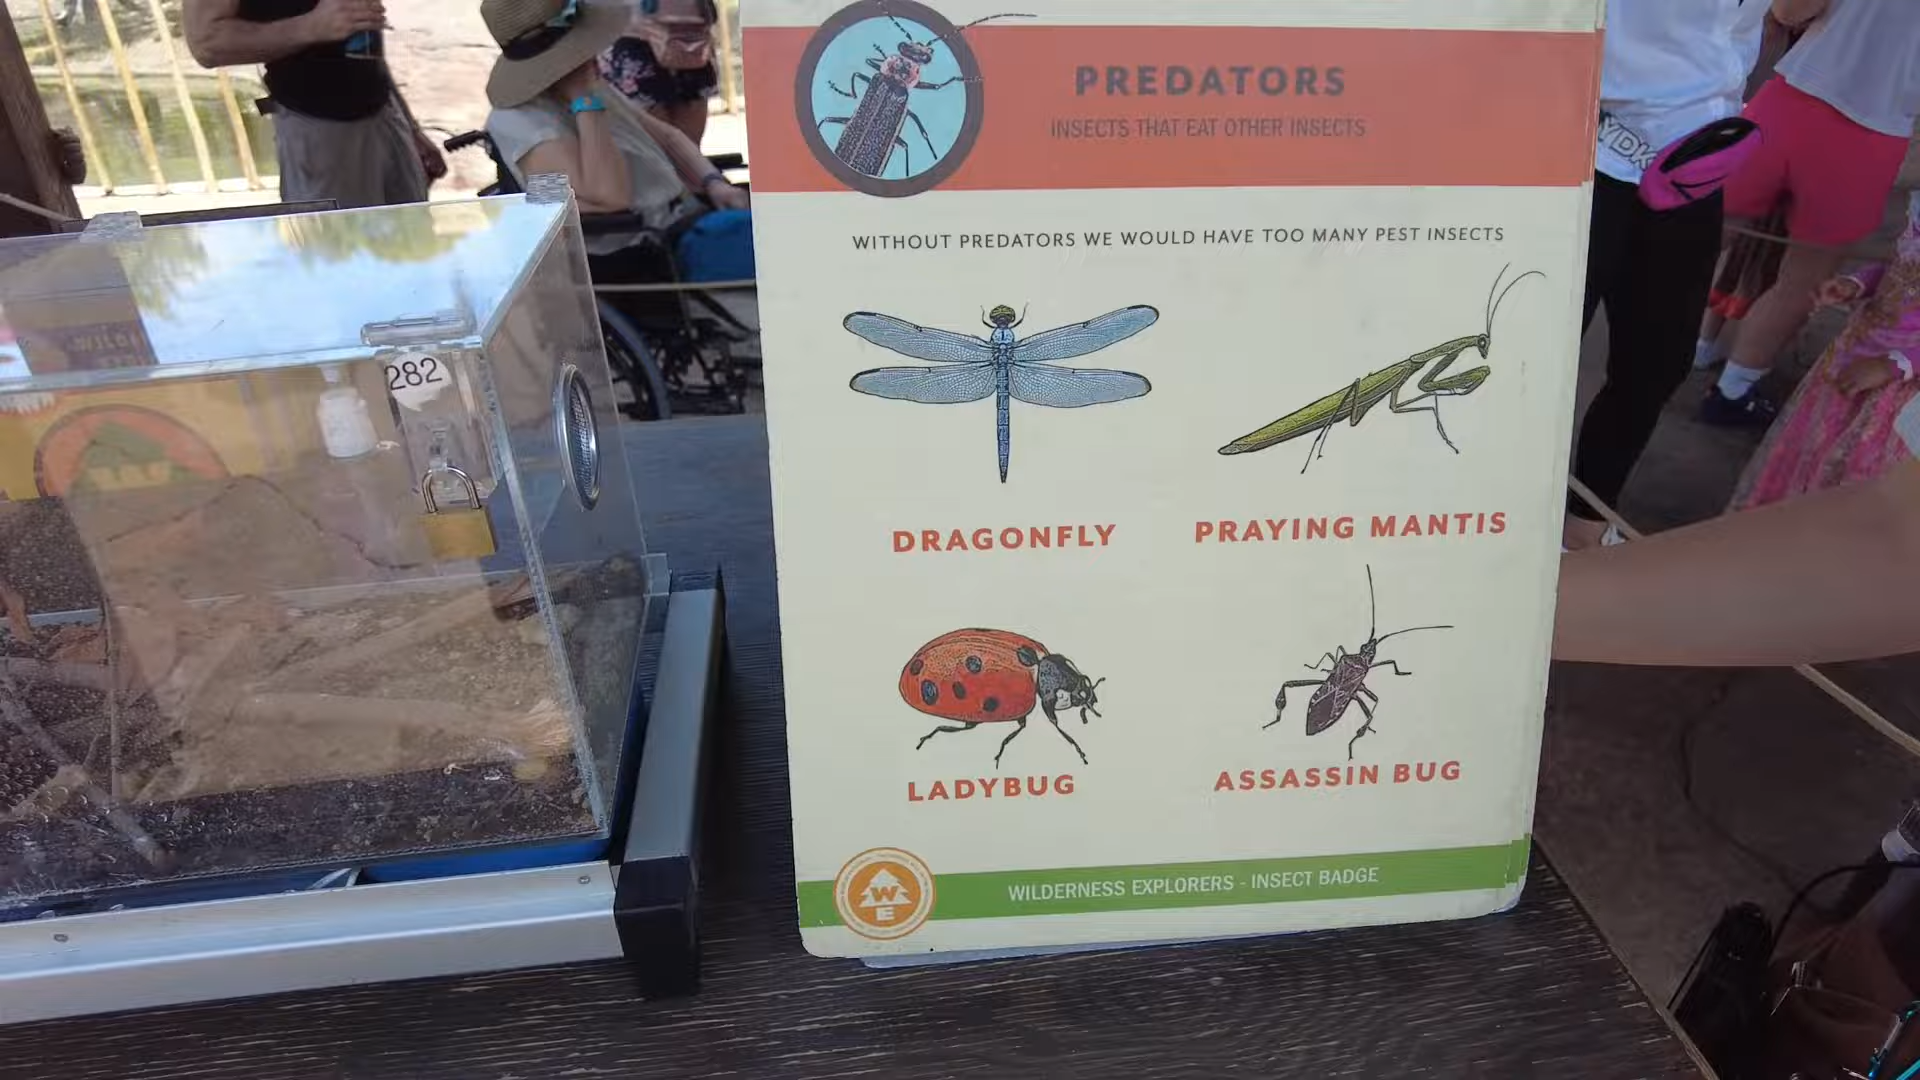 PREDATORS
INSECTS THAT EAT OTHER INSECTS
WITHOUT PREDATORS WE WOULD HAVE TOO MANY PEST INSECTS
DRAGONFLY
PRAYING MANTIS
LADYBUG
ASSASSIN BUG
WE
WILDERNESS EXPLORERS - INSECT BADGE
282